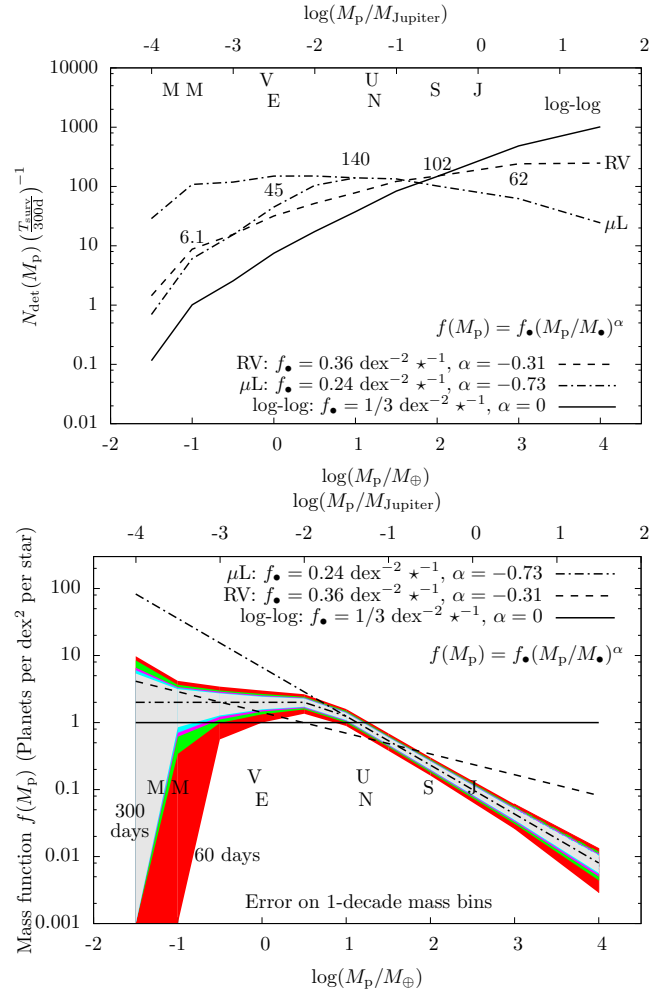 log(Mp/MJupiter)
-4 -3 -2 -1 0 1 2
10000
1000
100
10
1
0.1
0.01
Ndet(Mp) (Tsurv/300d)^−1
M M V E U N S J
log-log
RV
μL
6.1
45
140
102
62
f(Mp) = f•(Mp/M•)^α
RV: f• = 0.36 dex^−2 ⋆^−1, α = −0.31
μL: f• = 0.24 dex^−2 ⋆^−1, α = −0.73
log-log: f• = 1/3 dex^−2 ⋆^−1, α = 0
-2 -1 0 1 2 3 4
log(Mp/M⊕)
log(Mp/MJupiter)
-4 -3 -2 -1 0 1 2
100
10
1
0.1
0.01
0.001
Mass function f(Mp) (Planets per dex^2 per star)
μL: f• = 0.24 dex^−2 ⋆^−1, α = −0.73
RV: f• = 0.36 dex^−2 ⋆^−1, α = −0.31
log-log: f• = 1/3 dex^−2 ⋆^−1, α = 0
f(Mp) = f•(Mp/M•)^α
M M V E U N S J
300
days
60 days
Error on 1-decade mass bins
-2 -1 0 1 2 3 4
log(Mp/M⊕)